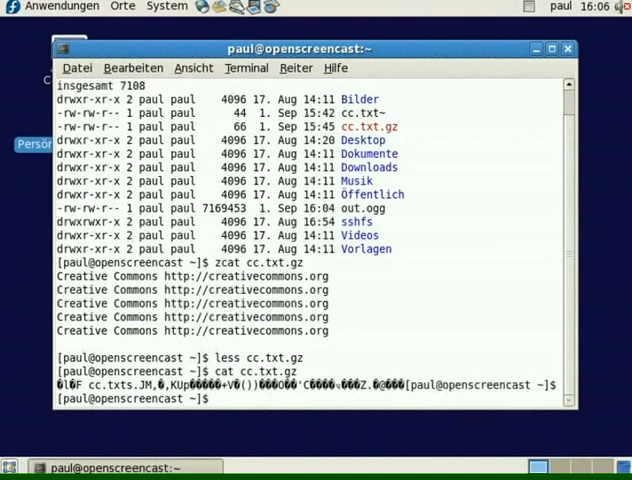 Anwendungen Orte System paul 16:06
paul@openscreencast:~
Datei Bearbeiten Ansicht Terminal Reiter Hilfe
insgesamt 7108
drwxr-xr-x 2 paul paul 4096 17. Aug 14:11 Bilder
-rw-rw-r-- 1 paul paul 44 1. Sep 15:42 cc.txt~
-rw-rw-r-- 1 paul paul 66 1. Sep 15:45 cc.txt.gz
drwxr-xr-x 2 paul paul 4096 17. Aug 14:20 Desktop
drwxr-xr-x 2 paul paul 4096 17. Aug 14:11 Dokumente
drwxr-xr-x 2 paul paul 4096 17. Aug 14:11 Downloads
drwxr-xr-x 2 paul paul 4096 17. Aug 14:11 Musik
drwxr-xr-x 2 paul paul 4096 17. Aug 14:11 Öffentlich
-rw-rw-r-- 1 paul paul 7169453 1. Sep 16:04 out.ogg
drwxrwxr-x 2 paul paul 4096 17. Aug 16:54 sshfs
drwxr-xr-x 2 paul paul 4096 17. Aug 14:11 Videos
drwxr-xr-x 2 paul paul 4096 17. Aug 14:11 Vorlagen
[paul@openscreencast ~]$ zcat cc.txt.gz
Creative Commons http://creativecommons.org
Creative Commons http://creativecommons.org
Creative Commons http://creativecommons.org
Creative Commons http://creativecommons.org
Creative Commons http://creativecommons.org
[paul@openscreencast ~]$ less cc.txt.gz
[paul@openscreencast ~]$ cat cc.txt.gz
�l�F cc.txts.JM,�,KUp�����+V�())���O��'C���� ���Z.�@���[paul@openscreencast ~]$
[paul@openscreencast ~]$
Persör
paul@openscreencast:~